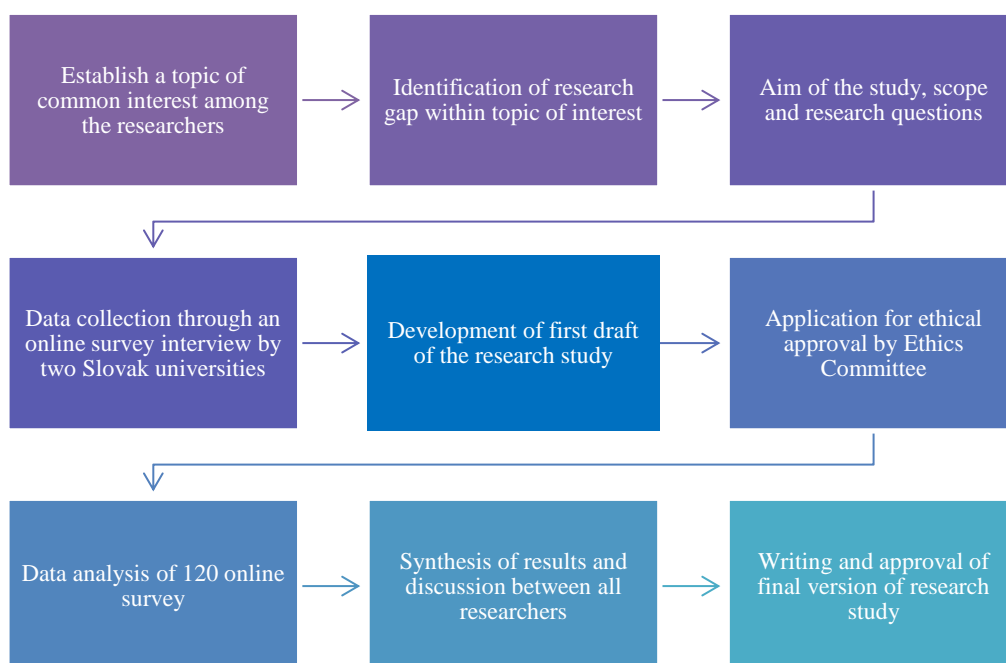 Establish a topic of
common interest among
the researchers
Identification of research
gap within topic of interest
Aim of the study, scope
and research questions
Data collection through an
online survey interview by
two Slovak universities
Development of first draft
of the research study
Application for ethical
approval by Ethics
Committee
Data analysis of 120 online
survey
Synthesis of results and
discussion between all
researchers
Writing and approval of
final version of research
study